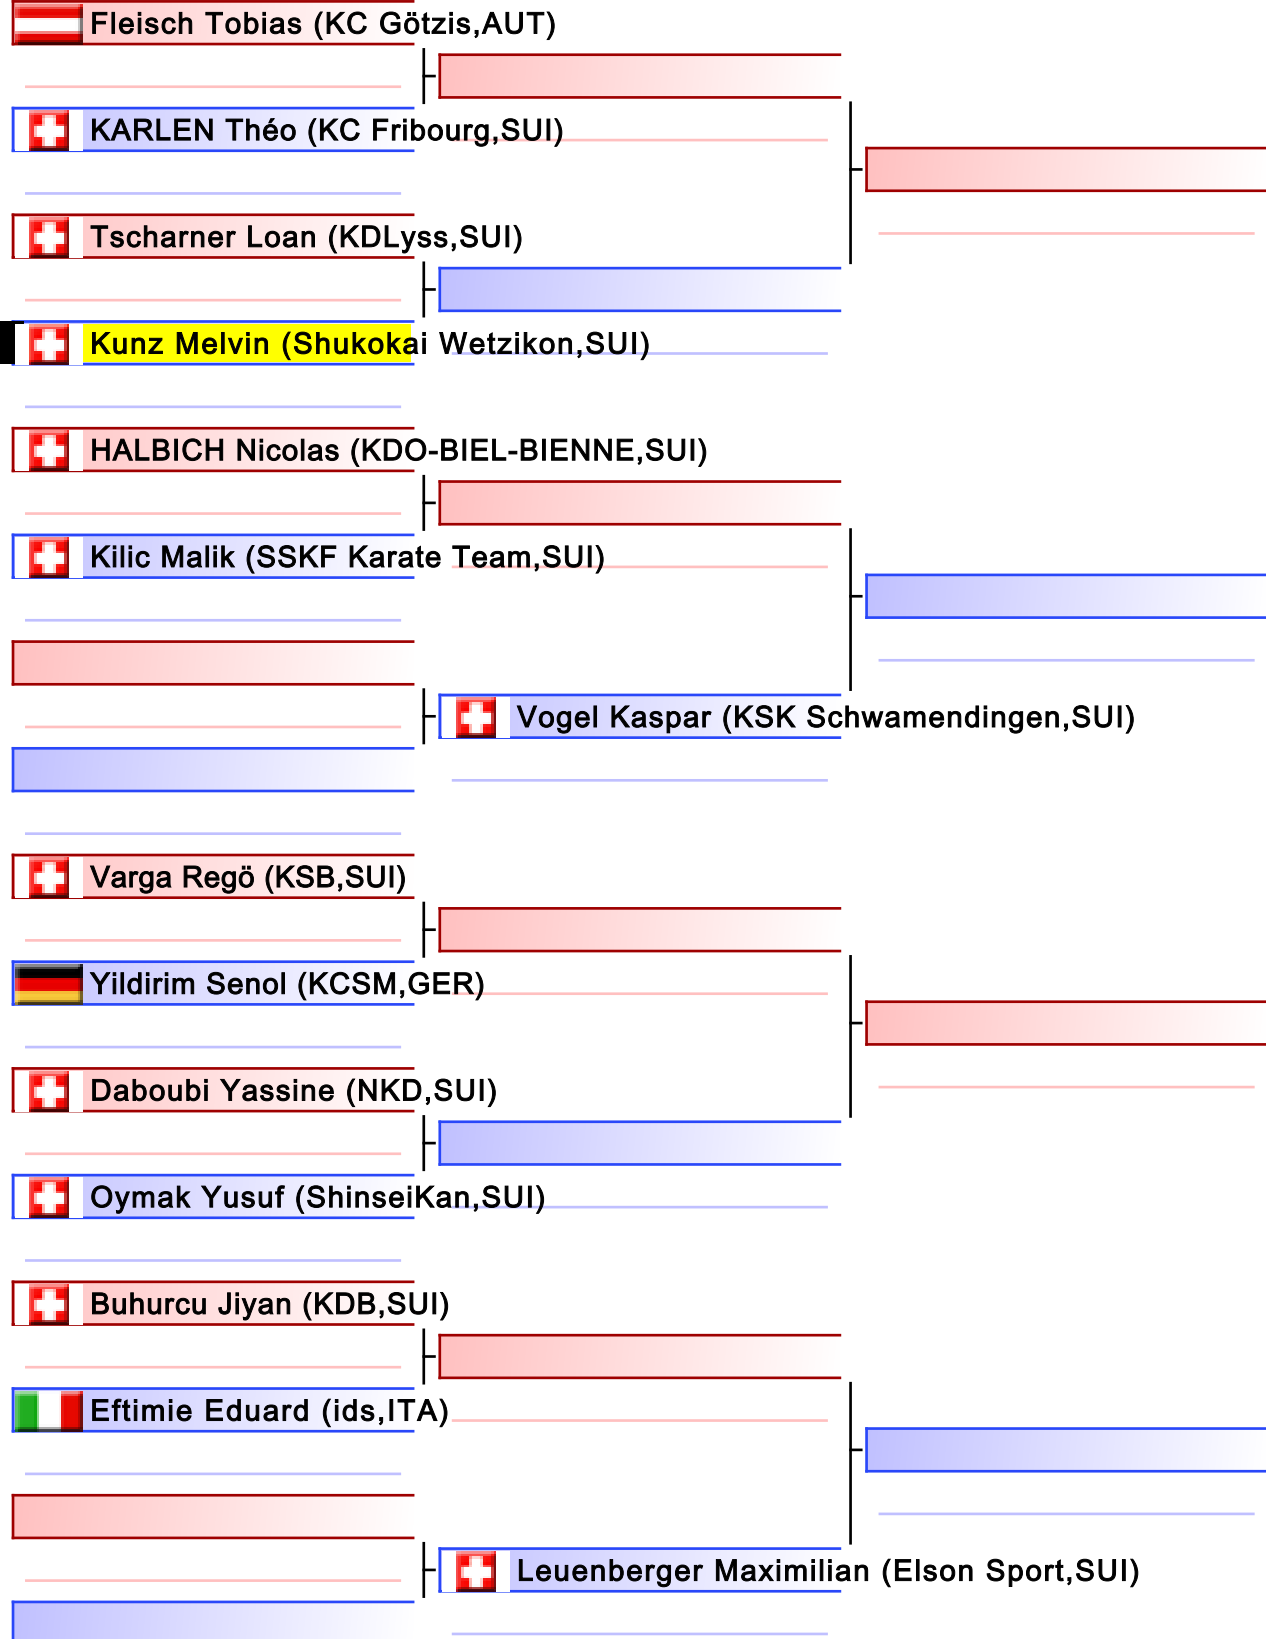 Fleisch Tobias (KC Götzis,AUT)
KARLEN Théo (KC Fribourg,SUI)
Tscharner Loan (KDLyss,SUI)
Kunz Melvin (Shukokai Wetzikon,SUI)
HALBICH Nicolas (KDO-BIEL-BIENNE,SUI)
Kilic Malik (SSKF Karate Team,SUI)
Vogel Kaspar (KSK Schwamendingen,SUI)
Varga Regö (KSB,SUI)
Yildirim Senol (KCSM,GER)
Daboubi Yassine (NKD,SUI)
Oymak Yusuf (ShinseiKan,SUI)
Buhurcu Jiyan (KDB,SUI)
Eftimie Eduard (ids,ITA)
Leuenberger Maximilian (Elson Sport,SUI)